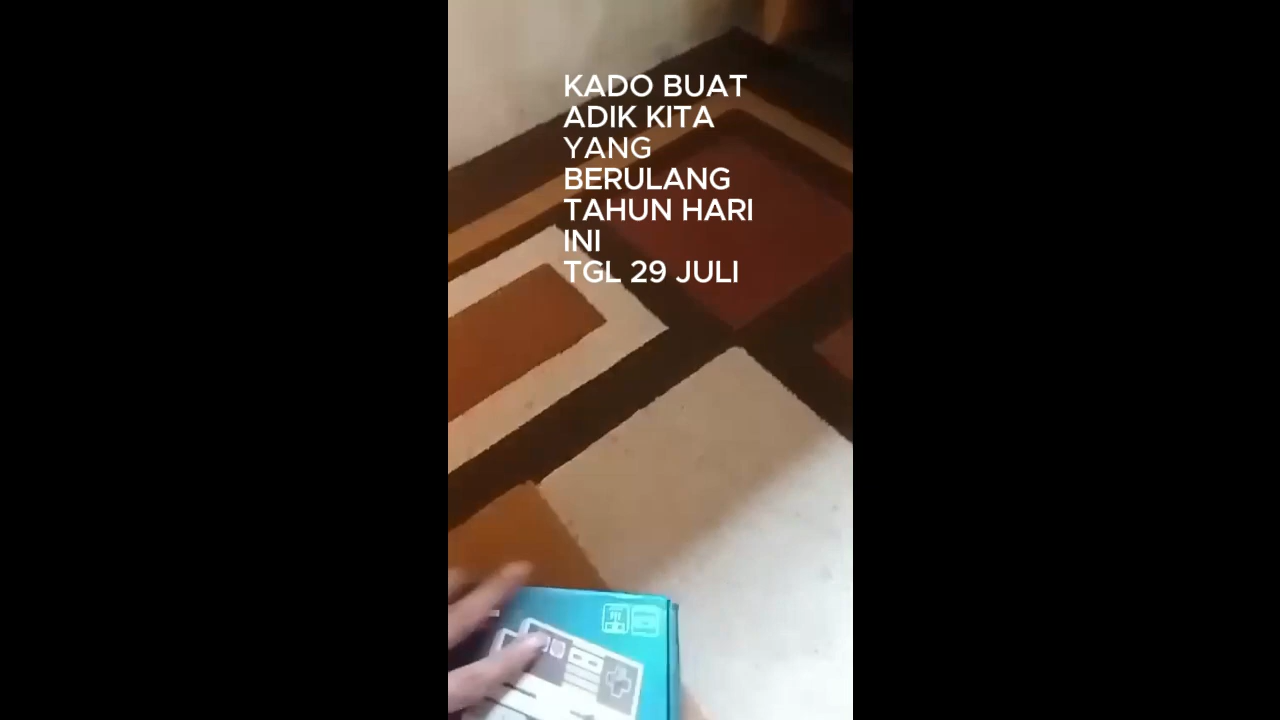 KADO BUAT
ADIK KITA
YANG
BERULANG
TAHUN HARI
INI
TGL 29 JULI